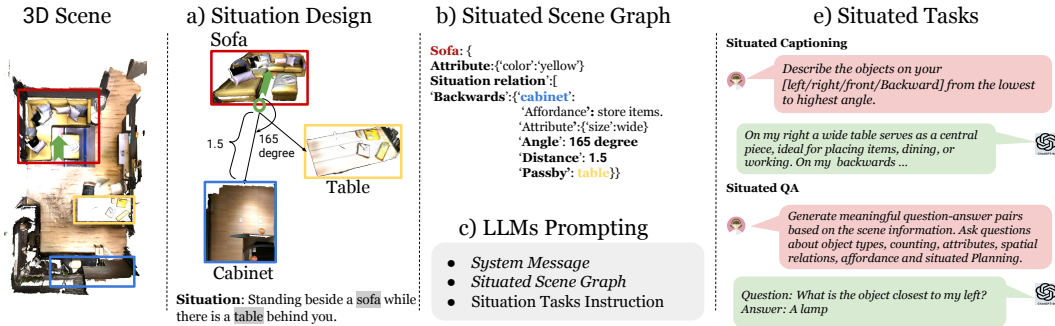 3D Scene
a) Situation Design
Sofa
1.5
165
degree
Table
Cabinet
Situation: Standing beside a sofa while
there is a table behind you.
b) Situated Scene Graph
Sofa: {
Attribute:{'color':'yellow'}
Situation relation':[
'Backwards':{'cabinet':
'Affordance': store items.
'Attribute':{'size':wide}
'Angle': 165 degree
'Distance': 1.5
'Passby': table}}
c) LLMs Prompting
• System Message
• Situated Scene Graph
• Situation Tasks Instruction
e) Situated Tasks
Situated Captioning
Describe the objects on your
[left/right/front/Backward] from the lowest
to highest angle.
On my right a wide table serves as a central
piece, ideal for placing items, dining, or
working. On my backwards ...
Situated QA
Generate meaningful question-answer pairs
based on the scene information. Ask questions
about object types, counting, attributes, spatial
relations, affordance and situated Planning.
Question: What is the object closest to my left?
Answer: A lamp